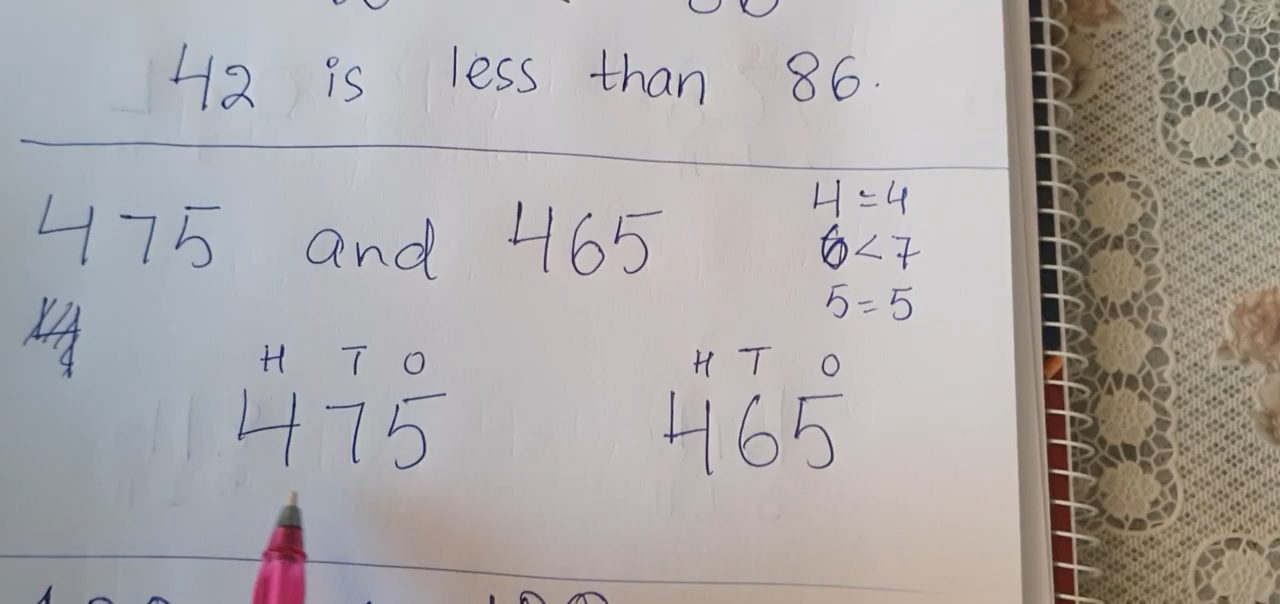 42 is less than 86.
475 and 465
4 = 4
6 < 7
5 = 5
H T O
475
H T O
465